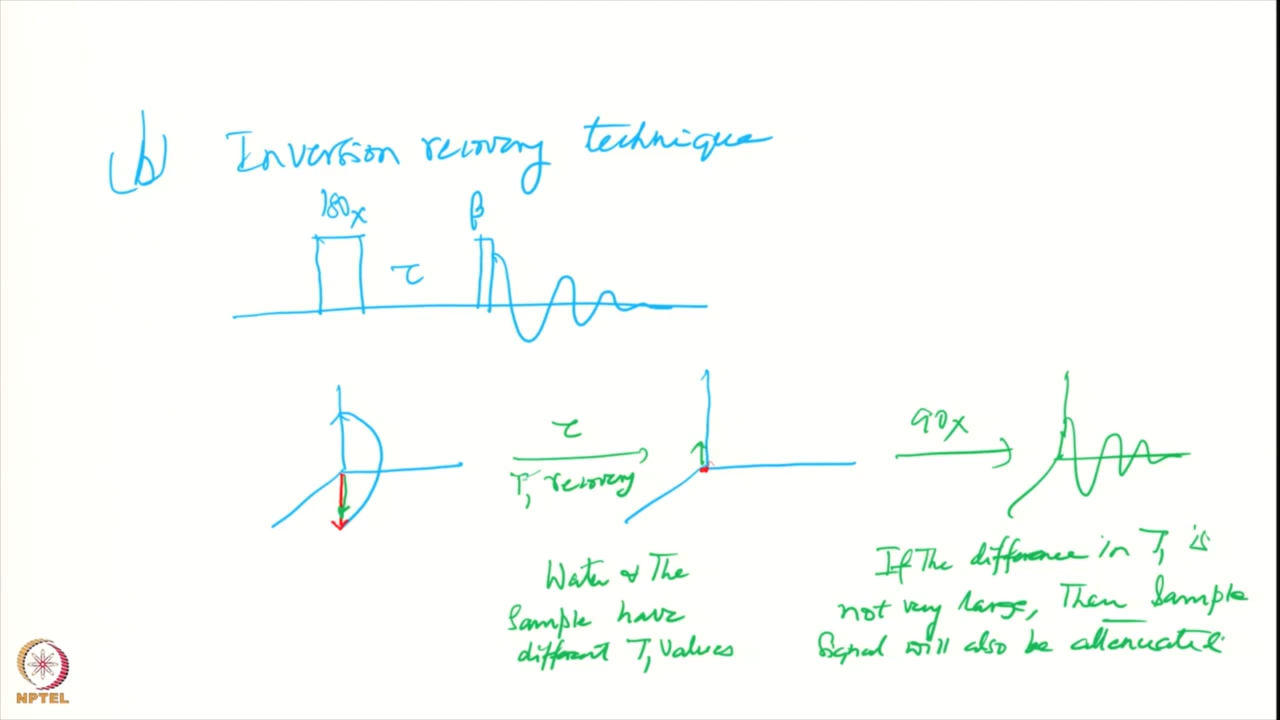 (b) Inversion recovery technique
180x β
τ
τ
T₁ recovery
90x
Water & The
Sample have
different T₁ values
If The difference in T₁ is
not very large, Then Sample
Signal will also be attenuated.
NPTEL